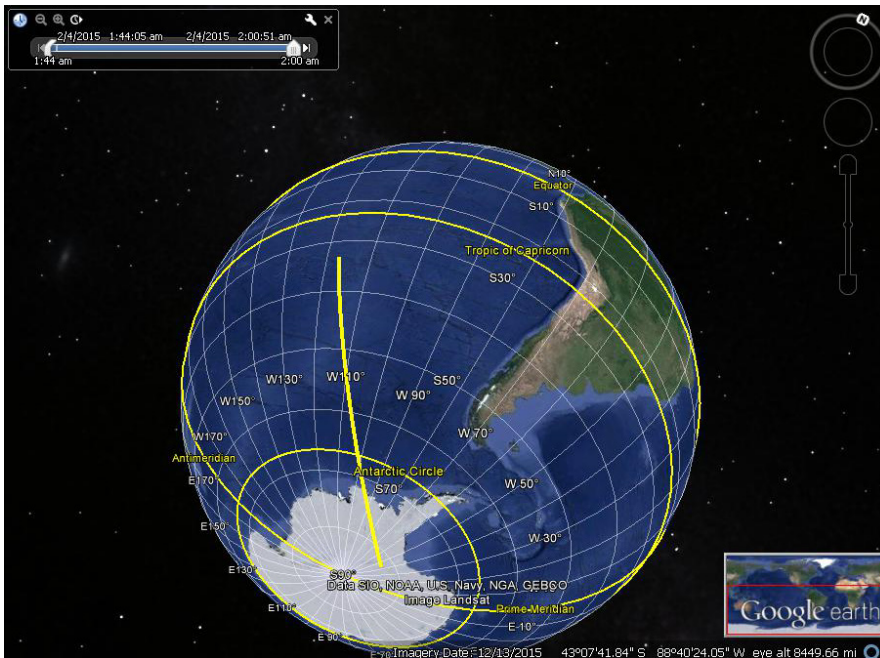 2/4/2015 1:44:05 am 2/4/2015 2:00:51 am
1:44 am 2:00 am
N
N10°
Equator
S10°
Tropic of Capricorn
S30°
W130° W110° S50°
W 90°
W150°
W170° W 70°
Antimeridian
Antarctic Circle
E170° S70° W 50°
E150°
W 30°
E130° S90°
Data SIO, NOAA, U.S. Navy, NGA, GEBCO
Image Landsat
E110° Prime Meridian
E 10°
E 90°
E 70°
Google earth
Imagery Date: 12/13/2015 43°07'41.84" S 88°40'24.05" W eye alt 8449.66 mi